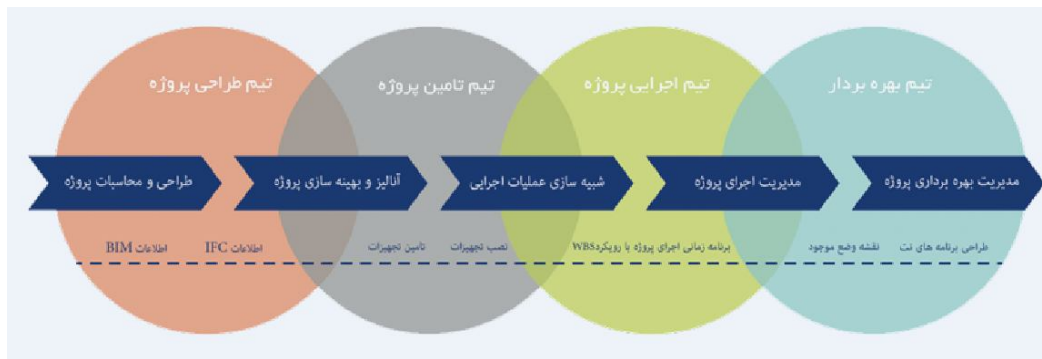 تیم طراحی پروژه
تیم تامین پروژه
تیم اجرایی پروژه
تیم بهره بردار
طراحی و محاسبات پروژه
آنالیز و بهینه سازی پروژه
شبیه سازی عملیات اجرایی
مدیریت اجرای پروژه
مدیریت بهره برداری پروژه
اطلاعات BIM
اطلاعات IFC
تامین تجهیزات
نصب تجهیزات
برنامه زمانی اجرای پروژه با رویکردWBS
نقشه وضع موجود
طراحی برنامه های نت